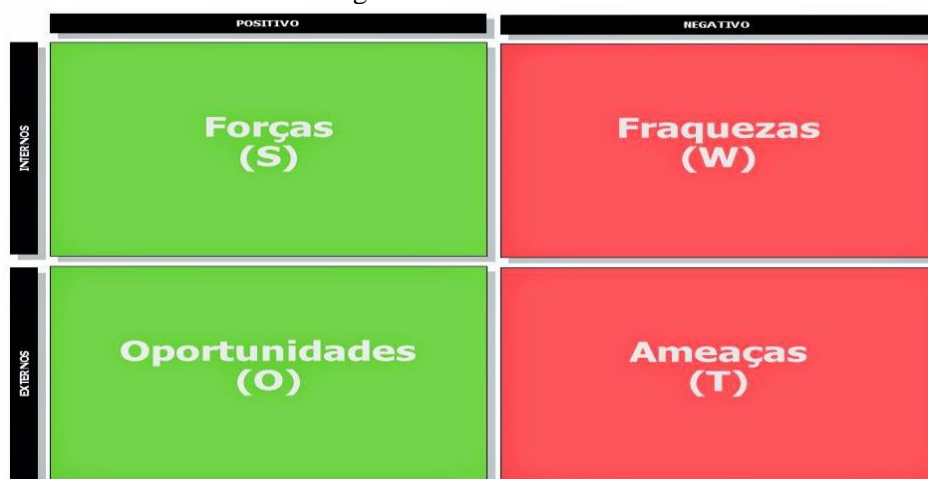 POSITIVO
NEGATIVO
INTERNOS
Forças
(S)
Fraquezas
(W)
EXTERNOS
Oportunidades
(O)
Ameaças
(T)